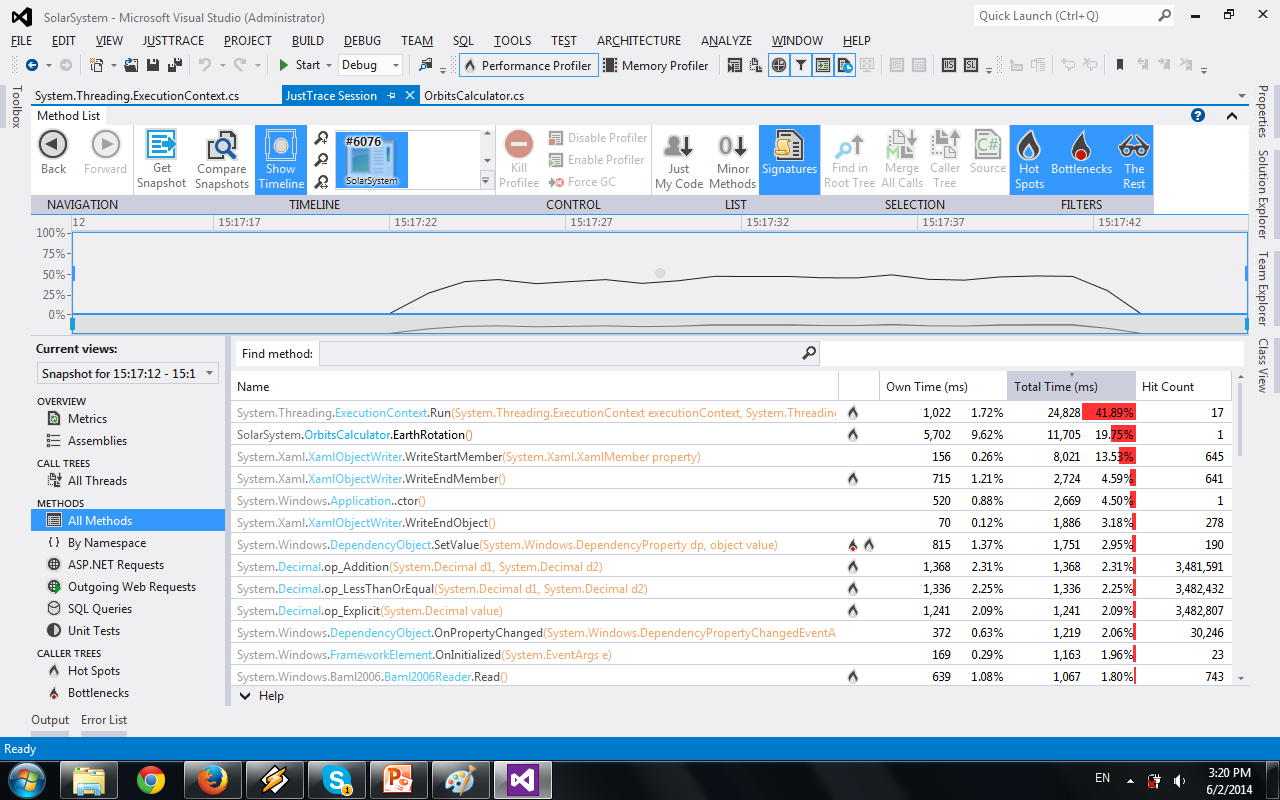 SolarSystem - Microsoft Visual Studio (Administrator)
Quick Launch (Ctrl+Q)
FILE EDIT VIEW JUSTTRACE PROJECT BUILD DEBUG TEAM SQL TOOLS TEST ARCHITECTURE ANALYZE WINDOW HELP
Start Debug Performance Profiler Memory Profiler
System.Threading.ExecutionContext.cs JustTrace Session OrbitsCalculator.cs
Toolbox
Properties
Solution Explorer
Team Explorer
Class View
Method List
#6076
SolarSystem
Back Forward
Get Snapshot
Compare Snapshots
Show Timeline
Kill Profilee
Disable Profiler
Enable Profiler
Force GC
Just My Code
Minor Methods
Signatures
Find in Root Tree
Merge All Calls
Caller Tree
Source
Hot Spots
Bottlenecks
The Rest
NAVIGATION TIMELINE CONTROL LIST SELECTION FILTERS
12 15:17:17 15:17:22 15:17:27 15:17:32 15:17:37 15:17:42
100%
75%
50%
25%
0%
Current views:
Snapshot for 15:17:12 - 15:1
OVERVIEW
Metrics
Assemblies
CALL TREES
All Threads
METHODS
All Methods
By Namespace
ASP.NET Requests
Outgoing Web Requests
SQL Queries
Unit Tests
CALLER TREES
Hot Spots
Bottlenecks
Find method:
Name Own Time (ms) Total Time (ms) Hit Count
System.Threading.ExecutionContext.Run(System.Threading.ExecutionContext executionContext, System.Threading 1,022 1.72% 24,828 41.89% 17
SolarSystem.OrbitsCalculator.EarthRotation() 5,702 9.62% 11,705 19.75% 1
System.Xaml.XamlObjectWriter.WriteStartMember(System.Xaml.XamlMember property) 156 0.26% 8,021 13.53% 645
System.Xaml.XamlObjectWriter.WriteEndMember() 715 1.21% 2,724 4.59% 641
System.Windows.Application..ctor() 520 0.88% 2,669 4.50% 1
System.Xaml.XamlObjectWriter.WriteEndObject() 70 0.12% 1,886 3.18% 278
System.Windows.DependencyObject.SetValue(System.Windows.DependencyProperty dp, object value) 815 1.37% 1,751 2.95% 190
System.Decimal.op_Addition(System.Decimal d1, System.Decimal d2) 1,368 2.31% 1,368 2.31% 3,481,591
System.Decimal.op_LessThanOrEqual(System.Decimal d1, System.Decimal d2) 1,336 2.25% 1,336 2.25% 3,482,432
System.Decimal.op_Explicit(System.Decimal value) 1,241 2.09% 1,241 2.09% 3,482,807
System.Windows.DependencyObject.OnPropertyChanged(System.Windows.DependencyPropertyChangedEventA 372 0.63% 1,219 2.06% 30,246
System.Windows.FrameworkElement.OnInitialized(System.EventArgs e) 169 0.29% 1,163 1.96% 23
System.Windows.Baml2006.Baml2006Reader.Read() 639 1.08% 1,067 1.80% 743
Help
Output Error List
Ready
EN
3:20 PM
6/2/2014